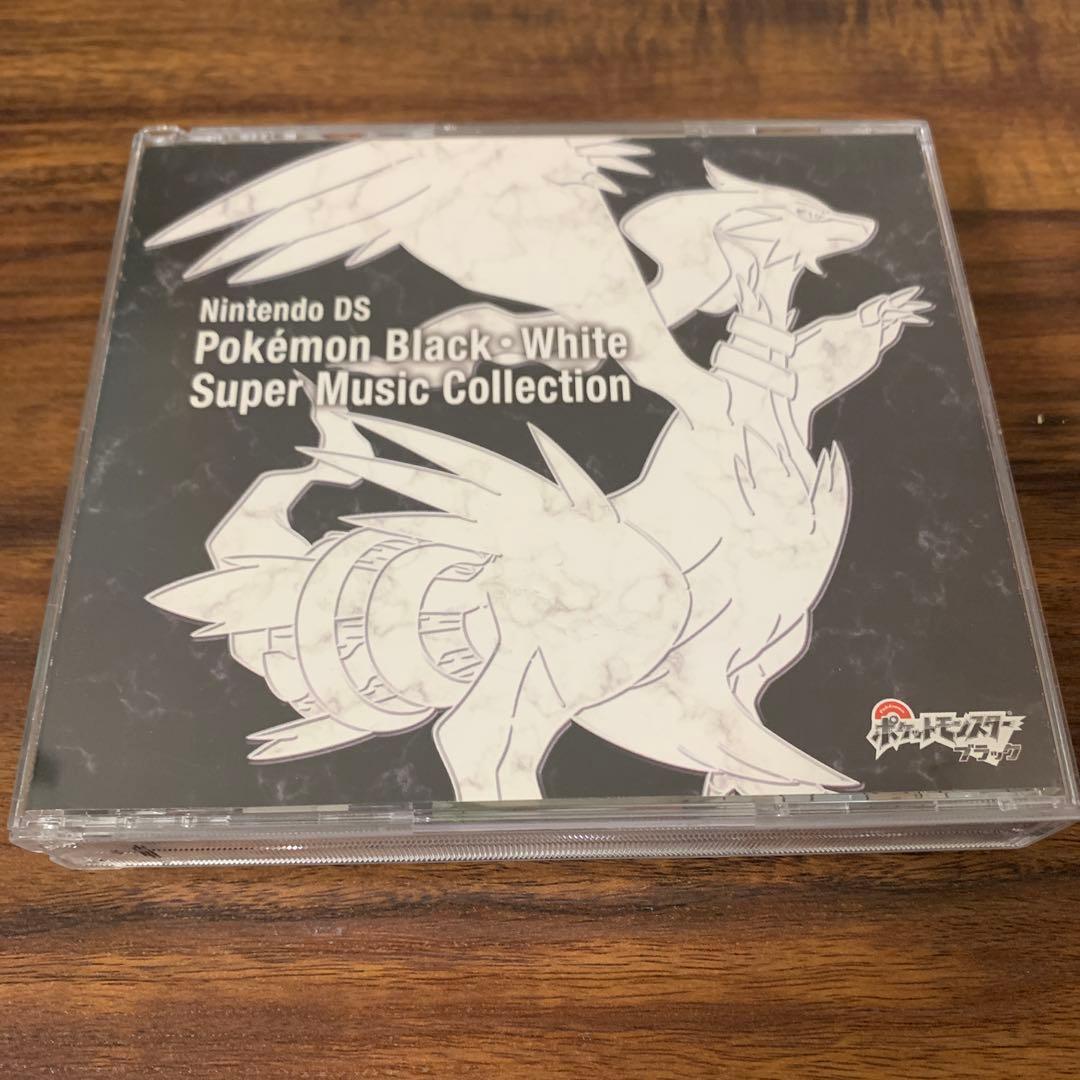 Nintendo DS
Pokémon Black・White
Super Music Collection
Pokémon
ポケットモンスター
ブラック